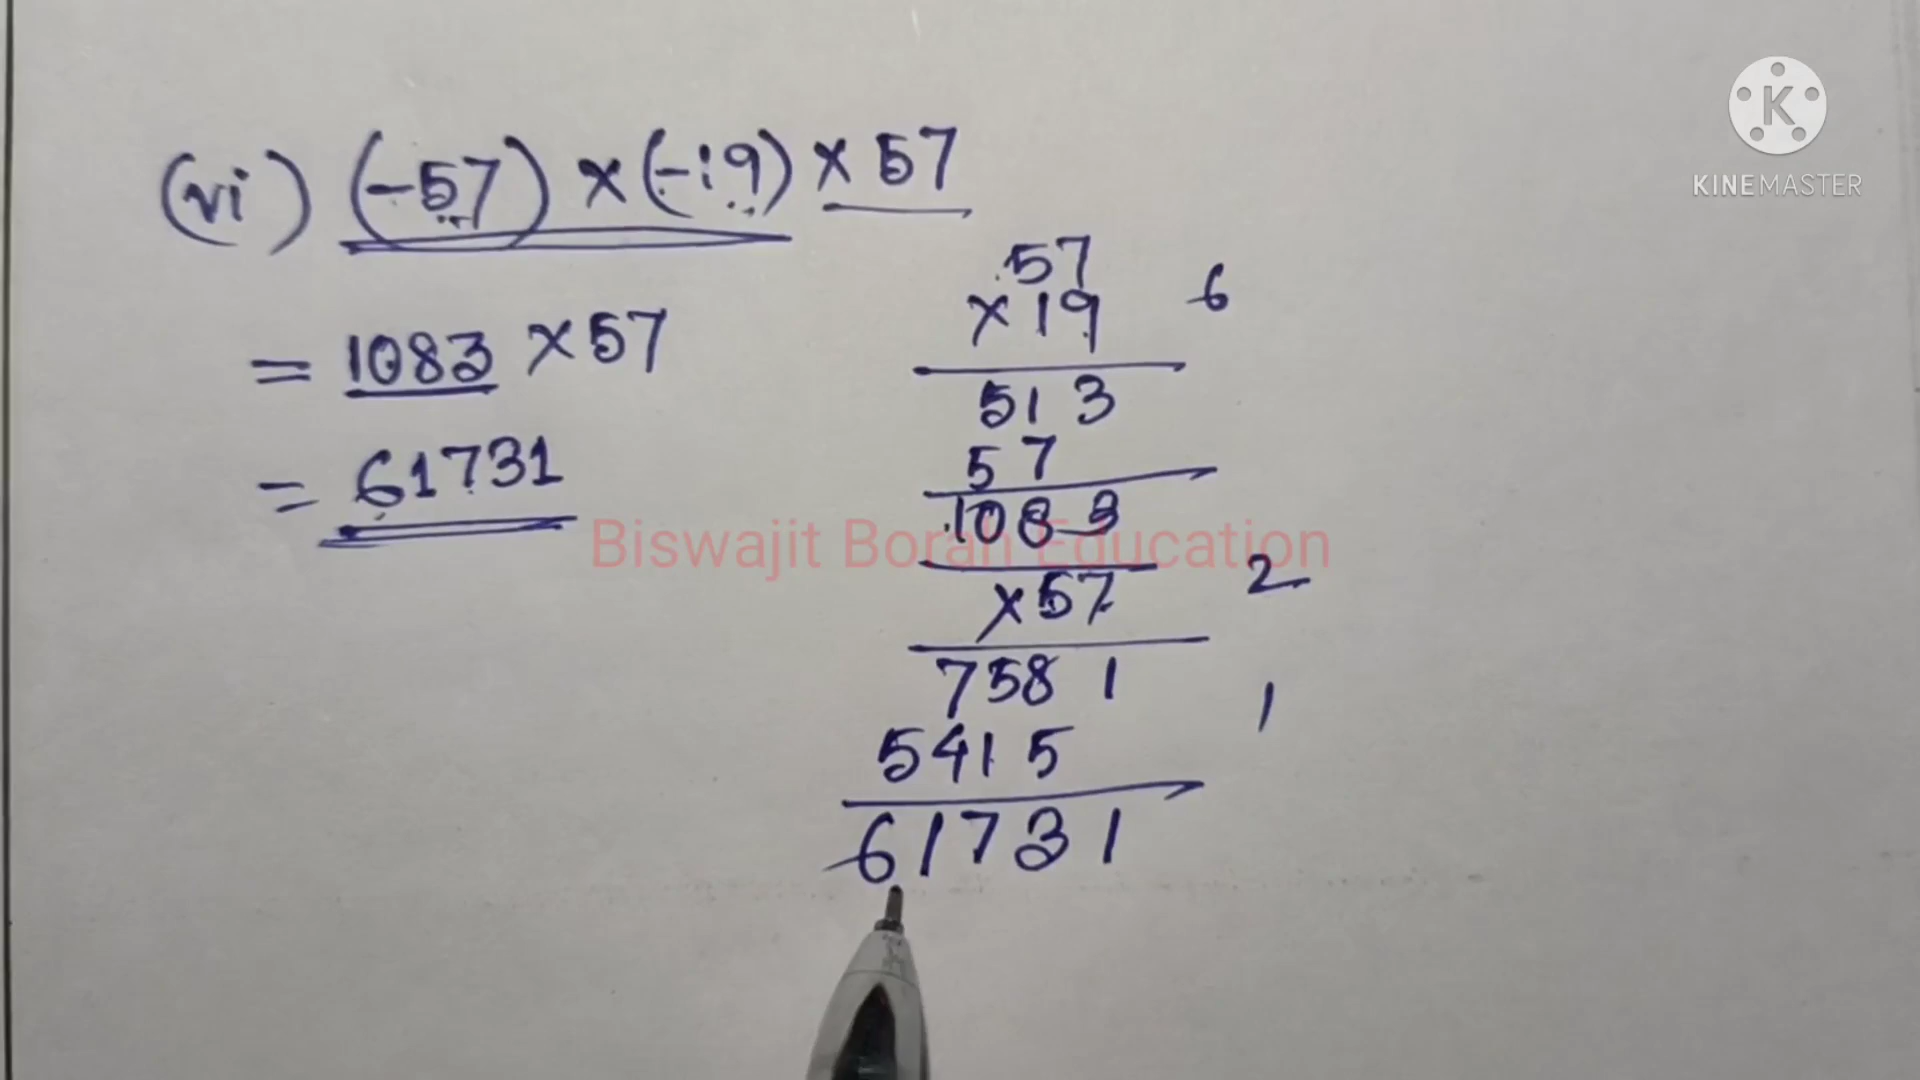 (vi) (-57) × (-19) × 57
= 1083 × 57
= 61731
57
×19
6
513
57
1083
×57
2
7581
1
5415
61731
Biswajit Borah Education
K
KINEMASTER